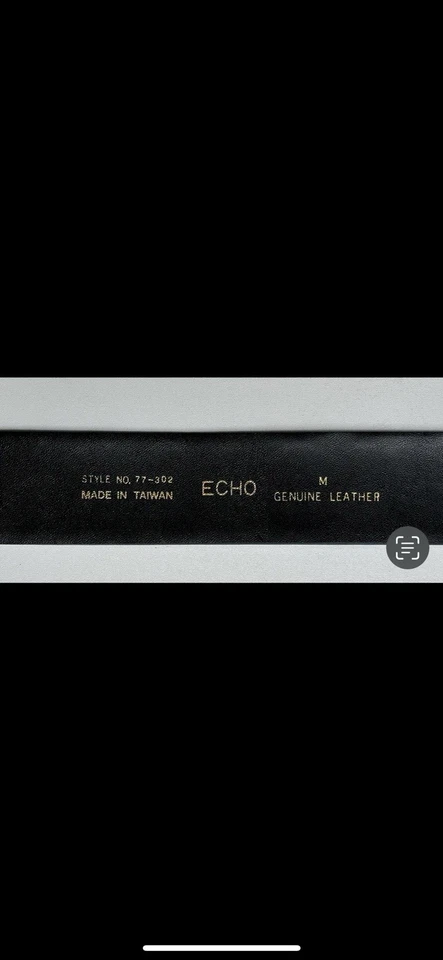 STYLE NO. 77-302
MADE IN TAIWAN
ECHO
M
GENUINE LEATHER